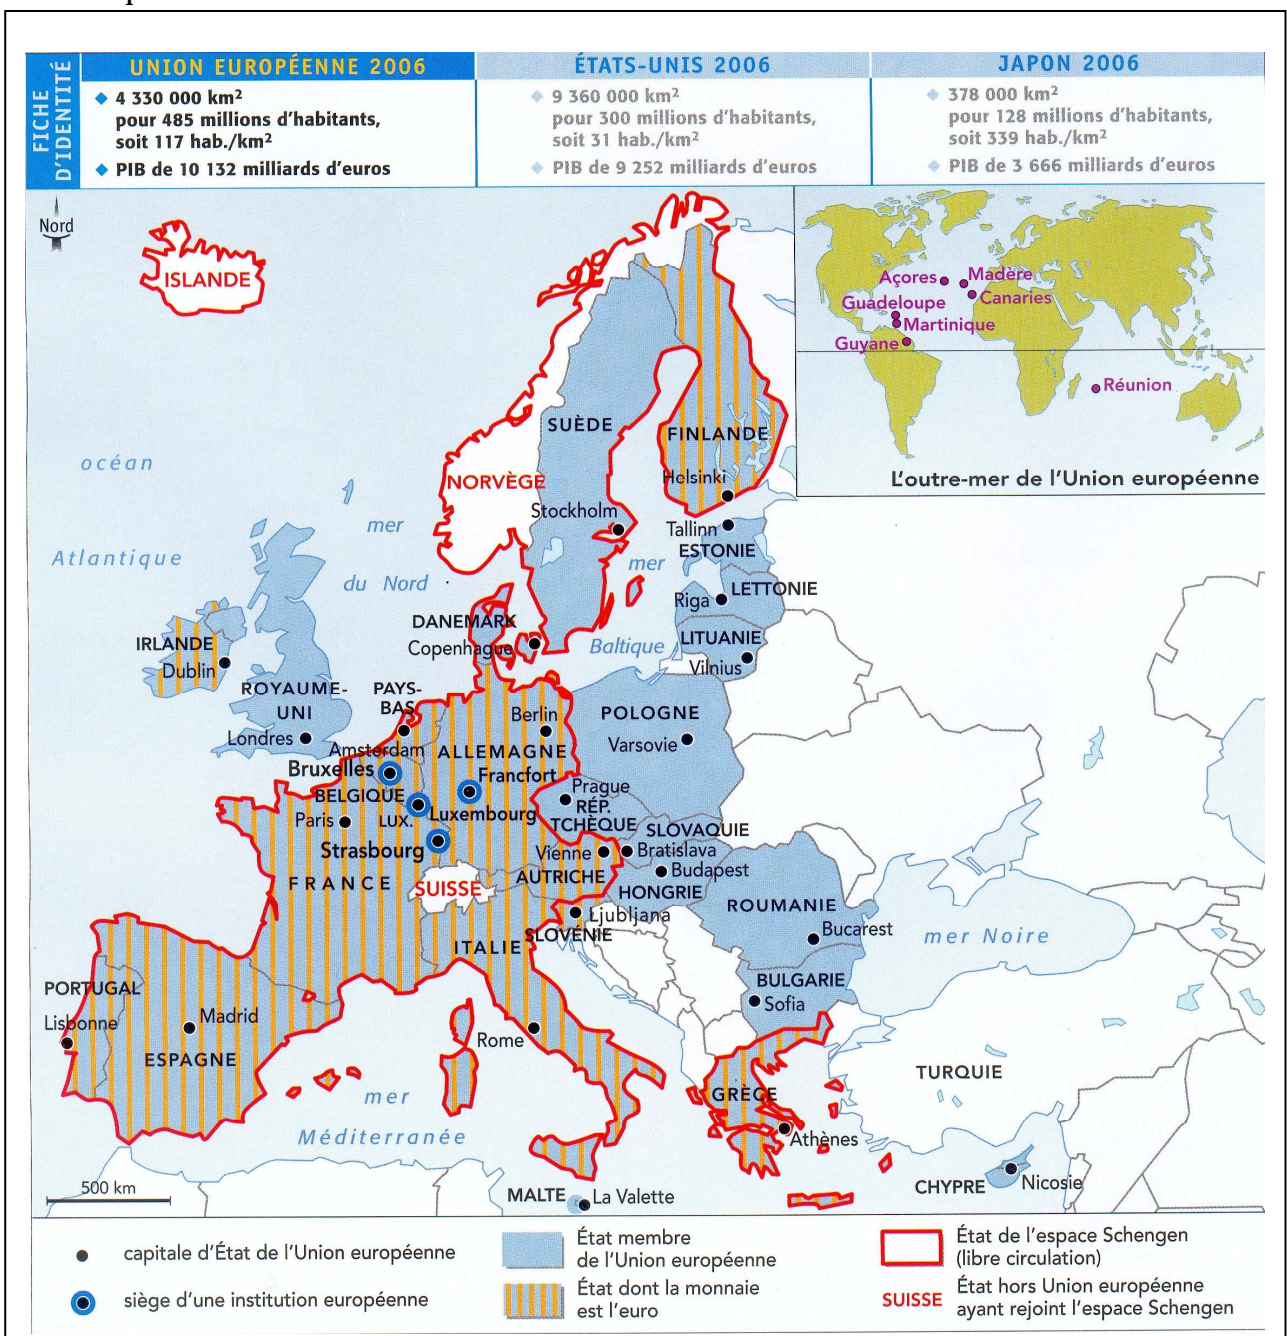 FICHE
D'IDENTITÉ
UNION EUROPÉENNE 2006
◆ 4 330 000 km²
pour 485 millions d'habitants,
soit 117 hab./km²
◆ PIB de 10 132 milliards d'euros
ÉTATS-UNIS 2006
◆ 9 360 000 km²
pour 300 millions d'habitants,
soit 31 hab./km²
◆ PIB de 9 252 milliards d'euros
JAPON 2006
◆ 378 000 km²
pour 128 millions d'habitants,
soit 339 hab./km²
◆ PIB de 3 666 milliards d'euros
Nord
ISLANDE
Açores
Madère
Canaries
Guadeloupe
Martinique
Guyane
Réunion
L'outre-mer de l'Union européenne
SUÈDE
FINLANDE
océan
NORVÈGE
Helsinki
Stockholm
mer
Tallinn
ESTONIE
Atlantique
du Nord
mer
LETTONIE
Riga
DANEMARK
Copenhague
Baltique
LITUANIE
Vilnius
IRLANDE
Dublin
ROYAUME-
UNI
Londres
PAYS-
BAS
Amsterdam
Berlin
POLOGNE
Varsovie
ALLEMAGNE
Bruxelles
Francfort
BELGIQUE
Prague
RÉP.
TCHÈQUE
Paris
LUX.
Luxembourg
SLOVAQUIE
Strasbourg
Vienne
Bratislava
Budapest
FRANCE
SUISSE
AUTRICHE
HONGRIE
ROUMANIE
Ljubljana
SLOVÉNIE
ITALIE
Bucarest
mer Noire
PORTUGAL
BULGARIE
Sofia
Lisbonne
Madrid
Rome
ESPAGNE
TURQUIE
mer
GRÈCE
Méditerranée
Athènes
500 km
MALTE
La Valette
CHYPRE
Nicosie
capitale d'État de l'Union européenne
siège d'une institution européenne
État membre
de l'Union européenne
État dont la monnaie
est l'euro
État de l'espace Schengen
(libre circulation)
SUISSE
État hors Union européenne
ayant rejoint l'espace Schengen